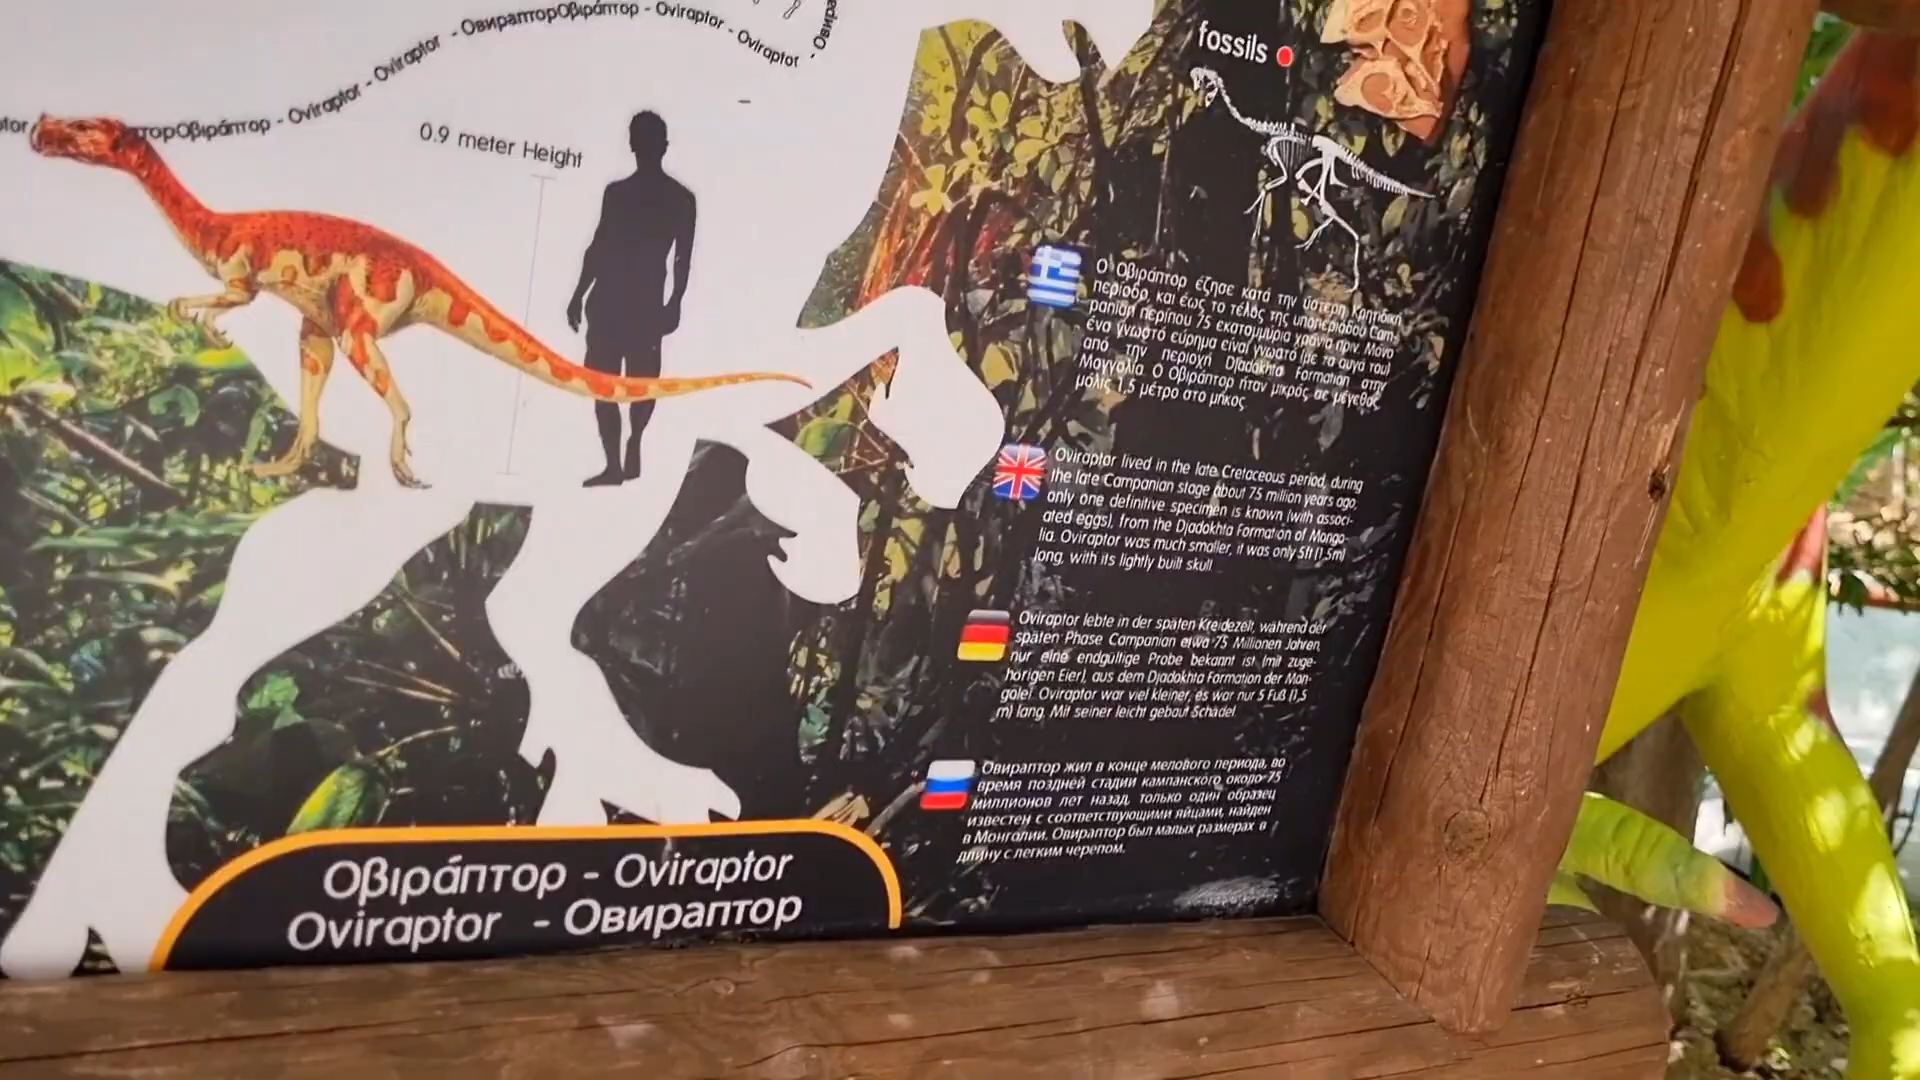 ОвирапторΟβιράπτορ - Oviraptor - Oviraptor - Овира
τορΟβιράπτορ - Oviraptor - Oviraptor -
0.9 meter Height
fossils
Ο Οβιράπτορ έζησε κατά την ύστερη Κρητιδική
περίοδο, και έως το τέλος της υποπεριόδου Cam-
panian περίπου 75 εκατομμύρια χρόνια πριν. Μόνο
ένα γνωστό εύρημα είναι γνωστό (με τα αυγά του)
από την περιοχή Djadokhta Formation στην
Μογγολία. Ο Οβιράπτορ ήταν μικρός σε μέγεθος
μόλις 1,5 μέτρο στο μήκος
Oviraptor lived in the late Cretaceous period, during
the late Campanian stage about 75 million years ago,
only one definitive specimen is known (with associ-
ated eggs), from the Djadokhta Formation of Mongo-
lia. Oviraptor was much smaller, it was only 5ft (1.5m)
long, with its lightly built skull
Oviraptor lebte in der späten Kreidezeit, während der
späten Phase Campanian etwa 75 Millionen Jahren,
nur eine endgültige Probe bekannt ist (mit zuge-
hörigen Eier), aus dem Djadokhta Formation der Mon-
golei. Oviraptor war viel kleiner, es war nur 5 Fuß (1,5
m) lang. Mit seiner leicht gebaut Schädel
Овираптор жил в конце мелового периода, во
время поздней стадии кампанского, около 75
миллионов лет назад, только один образец
известен с соответствующими яйцами, найден
в Монголии. Овираптор был малых размерах в
длину с легким черепом.
Οβιράπτορ - Oviraptor
Oviraptor - Овираптор